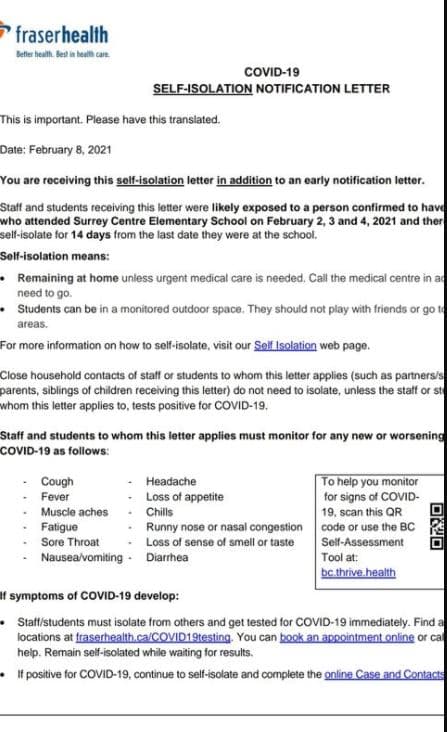 fraserhealth
Better health. Best in health care.
COVID-19
SELF-ISOLATION NOTIFICATION LETTER
This is important. Please have this translated.
Date: February 8, 2021
You are receiving this self-isolation letter in addition to an early notification letter.
Staff and students receiving this letter were likely exposed to a person confirmed to have
who attended Surrey Centre Elementary School on February 2, 3 and 4, 2021 and
self-isolate for 14 days from the last date they were at the school.
Self-isolation means:
• Remaining at home unless urgent medical care is needed. Call the medical centre in
need to go.
• Students can be in a monitored outdoor space. They should not play with friends or go
areas.
For more information on how to self-isolate, visit our Self Isolation web page.
Close household contacts of staff or students to whom this letter applies (such as partners/
parents, siblings of children receiving this letter) do not need to isolate, unless the staff or
whom this letter applies to, tests positive for COVID-19.
Staff and students to whom this letter applies must monitor for any new or worsening
COVID-19 as follows:
- Cough
- Fever
- Muscle aches
- Fatigue
- Sore Throat
- Nausea/vomiting
- Headache
- Loss of appetite
- Chills
- Runny nose or nasal congestion
- Loss of sense of smell or taste
- Diarrhea
To help you monitor
for signs of COVID-
19, scan this QR
code or use the BC
Self-Assessment
Tool at:
bc.thrive.health
If symptoms of COVID-19 develop:
• Staff/students must isolate from others and get tested for COVID-19 immediately. Find a
locations at fraserhealth.ca/COVID19testing. You can book an appointment online or
help. Remain self-isolated while waiting for results.
• If positive for COVID-19, continue to self-isolate and complete the online Case and Contacts